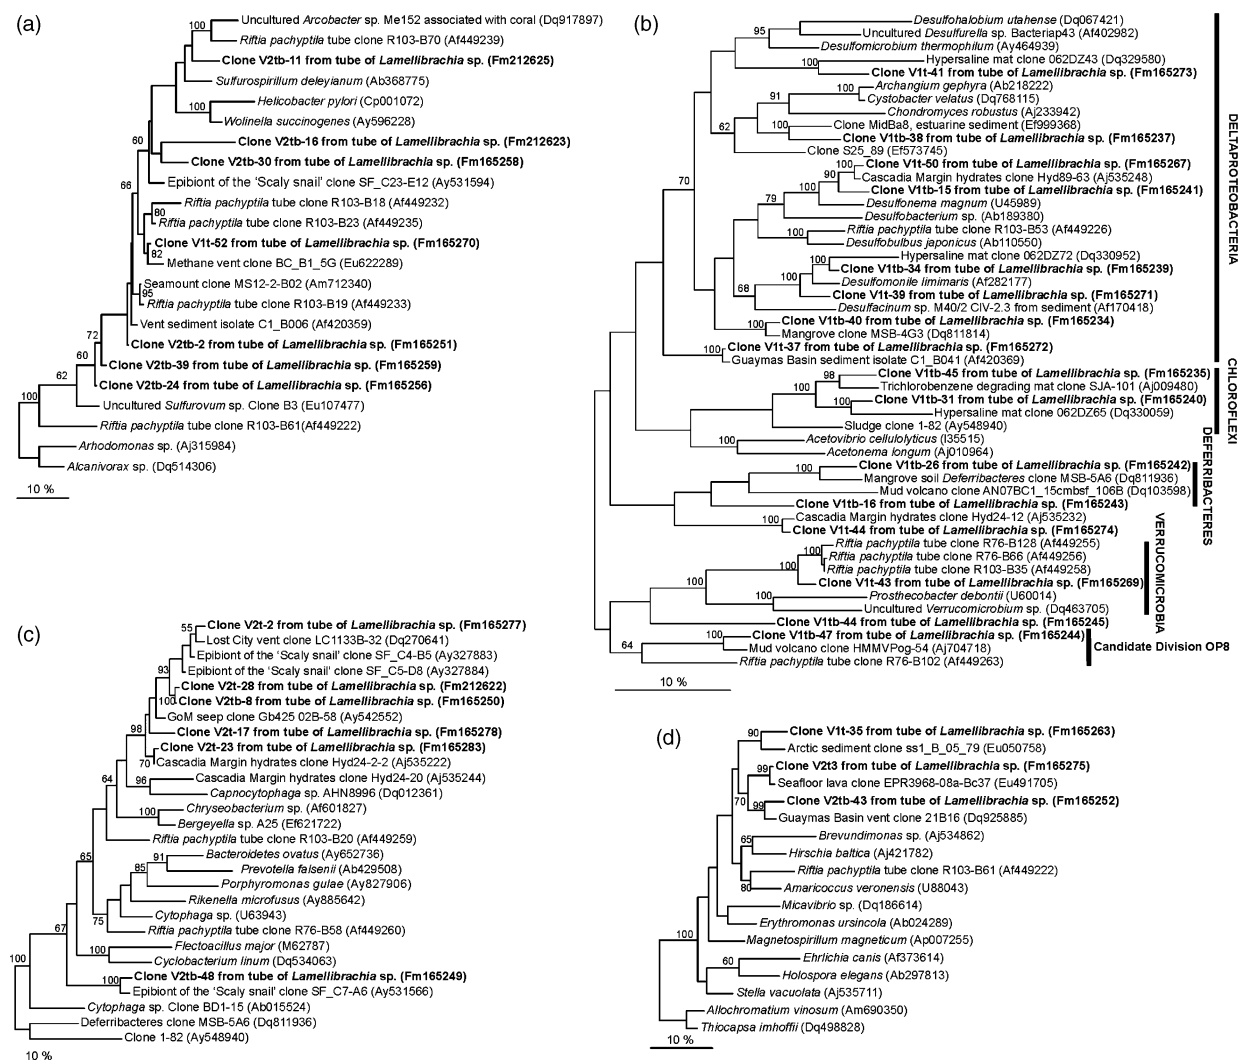 (a)
Uncultured Arcobacter sp. Me152 associated with coral (Dq917897)
100
Riftia pachyptila tube clone R103-B70 (Af449239)
Clone V2tb-11 from tube of Lamellibrachia sp. (Fm212625)
Sulfurospirillum deleyianum (Ab368775)
Helicobacter pylori (Cp001072)
100
Wolinella succinogenes (Ay596228)
60
Clone V2tb-16 from tube of Lamellibrachia sp. (Fm212623)
Clone V2tb-30 from tube of Lamellibrachia sp. (Fm165258)
66
Epibiont of the 'Scaly snail' clone SF_C23-E12 (Ay531594)
Riftia pachyptila tube clone R103-B18 (Af449232)
80
Riftia pachyptila tube clone R103-B23 (Af449235)
Clone V1t-52 from tube of Lamellibrachia sp. (Fm165270)
82
Methane vent clone BC_B1_5G (Eu622289)
Seamount clone MS12-2-B02 (Am712340)
95
Riftia pachyptila tube clone R103-B19 (Af449233)
Vent sediment isolate C1_B006 (Af420359)
72
Clone V2tb-2 from tube of Lamellibrachia sp. (Fm165251)
60
Clone V2tb-39 from tube of Lamellibrachia sp. (Fm165259)
62
Clone V2tb-24 from tube of Lamellibrachia sp. (Fm165256)
100
Uncultured Sulfurovum sp. Clone B3 (Eu107477)
Riftia pachyptila tube clone R103-B61(Af449222)
Arhodomonas sp. (Aj315984)
Alcanivorax sp. (Dq514306)
10 %
(b)
Desulfohalobium utahense (Dq067421)
95
Uncultured Desulfurella sp. Bacteriap43 (Af402982)
Desulfomicrobium thermophilum (Ay464939)
Hypersaline mat clone 062DZ43 (Dq329580)
100
Clone V1t-41 from tube of Lamellibrachia sp. (Fm165273)
Archangium gephyra (Ab218222)
100
91
Cystobacter velatus (Dq768115)
Chondromyces robustus (Aj233942)
62
Clone MidBa8, estuarine sediment (Ef999368)
100
Clone V1tb-38 from tube of Lamellibrachia sp. (Fm165237)
Clone S25_89 (Ef573745)
Clone V1t-50 from tube of Lamellibrachia sp. (Fm165267)
100
90
Cascadia Margin hydrates clone Hyd89-63 (Aj535248)
70
100
Clone V1tb-15 from tube of Lamellibrachia sp. (Fm165241)
79
Desulfonema magnum (U45989)
Desulfobacterium sp. (Ab189380)
Riftia pachyptila tube clone R103-B53 (Af449226)
100
Desulfobulbus japonicus (Ab110550)
Hypersaline mat clone 062DZ72 (Dq330952)
100
Clone V1tb-34 from tube of Lamellibrachia sp. (Fm165239)
100
Desulfomonile limimaris (Af282177)
68
Clone V1t-39 from tube of Lamellibrachia sp. (Fm165271)
Desulfacinum sp. M40/2 CIV-2.3 from sediment (Af170418)
Clone V1tb-40 from tube of Lamellibrachia sp. (Fm165234)
100
Mangrove clone MSB-4G3 (Dq811814)
Clone V1t-37 from tube of Lamellibrachia sp. (Fm165272)
100
Guaymas Basin sediment isolate C1_B041 (Af420369)
DELTAPROTEOBACTERIA
Clone V1tb-45 from tube of Lamellibrachia sp. (Fm165235)
98
Trichlorobenzene degrading mat clone SJA-101 (Aj009480)
100
Clone V1tb-31 from tube of Lamellibrachia sp. (Fm165240)
100
Hypersaline mat clone 062DZ65 (Dq330059)
Sludge clone 1-82 (Ay548940)
CHLOROFLEXI
Acetovibrio cellulolyticus (I35515)
100
Acetonema longum (Aj010964)
Clone V1tb-26 from tube of Lamellibrachia sp. (Fm165242)
100
Mangrove soil Deferribacteres clone MSB-5A6 (Dq811936)
Mud volcano clone AN07BC1_15cmbsf_106B (Dq103598)
Clone V1tb-16 from tube of Lamellibrachia sp. (Fm165243)
DEFERRIBACTERES
Cascadia Margin hydrates clone Hyd24-12 (Aj535232)
100
Clone V1t-44 from tube of Lamellibrachia sp. (Fm165274)
Riftia pachyptila tube clone R76-B128 (Af449255)
100
Riftia pachyptila tube clone R76-B66 (Af449256)
100
Riftia pachyptila tube clone R103-B35 (Af449258)
100
Clone V1t-43 from tube of Lamellibrachia sp. (Fm165269)
Prosthecobacter debontii (U60014)
100
Uncultured Verrucomicrobium sp. (Dq463705)
VERRUCOMICROBIA
Clone V1tb-44 from tube of Lamellibrachia sp. (Fm165245)
Clone V1tb-47 from tube of Lamellibrachia sp. (Fm165244)
100
64
Mud volcano clone HMMVPog-54 (Aj704718)
Candidate Division OP8
Riftia pachyptila tube clone R76-B102 (Af449263)
10 %
(c)
Clone V2t-2 from tube of Lamellibrachia sp. (Fm165277)
55
Lost City vent clone LC1133B-32 (Dq270641)
Epibiont of the 'Scaly snail' clone SF_C4-B5 (Ay327883)
93
Epibiont of the 'Scaly snail' clone SF_C5-D8 (Ay327884)
Clone V2t-28 from tube of Lamellibrachia sp. (Fm212622)
100
Clone V2tb-8 from tube of Lamellibrachia sp. (Fm165250)
GoM seep clone Gb425 02B-58 (Ay542552)
98
Clone V2t-17 from tube of Lamellibrachia sp. (Fm165278)
Clone V2t-23 from tube of Lamellibrachia sp. (Fm165283)
70
Cascadia Margin hydrates clone Hyd24-2-2 (Aj535222)
64
Cascadia Margin hydrates clone Hyd24-20 (Aj535244)
96
Capnocytophaga sp. AHN8996 (Dq012361)
Chryseobacterium sp. (Af601827)
100
Bergeyella sp. A25 (Ef621722)
Riftia pachyptila tube clone R103-B20 (Af449259)
65
Bacteroidetes ovatus (Ay652736)
91
85
Prevotella falsenii (Ab429508)
Porphyromonas gulae (Ay827906)
Rikenella microfusus (Ay885642)
75
Cytophaga sp. (U63943)
67
Riftia pachyptila tube clone R76-B58 (Af449260)
Flectoacillus major (M62787)
100
Cyclobacterium linum (Dq534063)
100
Clone V2tb-48 from tube of Lamellibrachia sp. (Fm165249)
100
Epibiont of the 'Scaly snail' clone SF_C7-A6 (Ay531566)
Cytophaga sp. Clone BD1-15 (Ab015524)
Deferribacteres clone MSB-5A6 (Dq811936)
Clone 1-82 (Ay548940)
10 %
(d)
Clone V1t-35 from tube of Lamellibrachia sp. (Fm165263)
90
Arctic sediment clone ss1_B_05_79 (Eu050758)
Clone V2t3 from tube of Lamellibrachia sp. (Fm165275)
99
Seafloor lava clone EPR3968-08a-Bc37 (Eu491705)
70
Clone V2tb-43 from tube of Lamellibrachia sp. (Fm165252)
99
Guaymas Basin vent clone 21B16 (Dq925885)
Brevundimonas sp. (Aj534862)
65
Hirschia baltica (Aj421782)
Riftia pachyptila tube clone R103-B61 (Af449222)
80
Amaricoccus veronensis (U88043)
Micavibrio sp. (Dq186614)
Erythromonas ursincola (Ab024289)
100
Magnetospirillum magneticum (Ap007255)
Ehrlichia canis (Af373614)
60
Holospora elegans (Ab297813)
Stella vacuolata (Aj535711)
Allochromatium vinosum (Am690350)
Thiocapsa imhoffii (Dq498828)
10 %